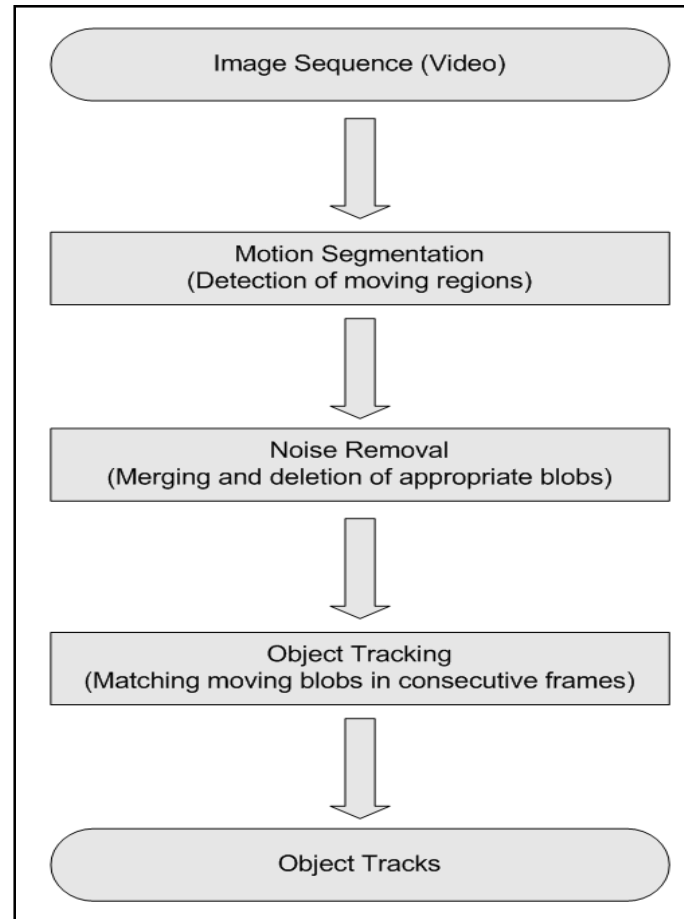 Image Sequence (Video)
Motion Segmentation
(Detection of moving regions)
Noise Removal
(Merging and deletion of appropriate blobs)
Object Tracking
(Matching moving blobs in consecutive frames)
Object Tracks